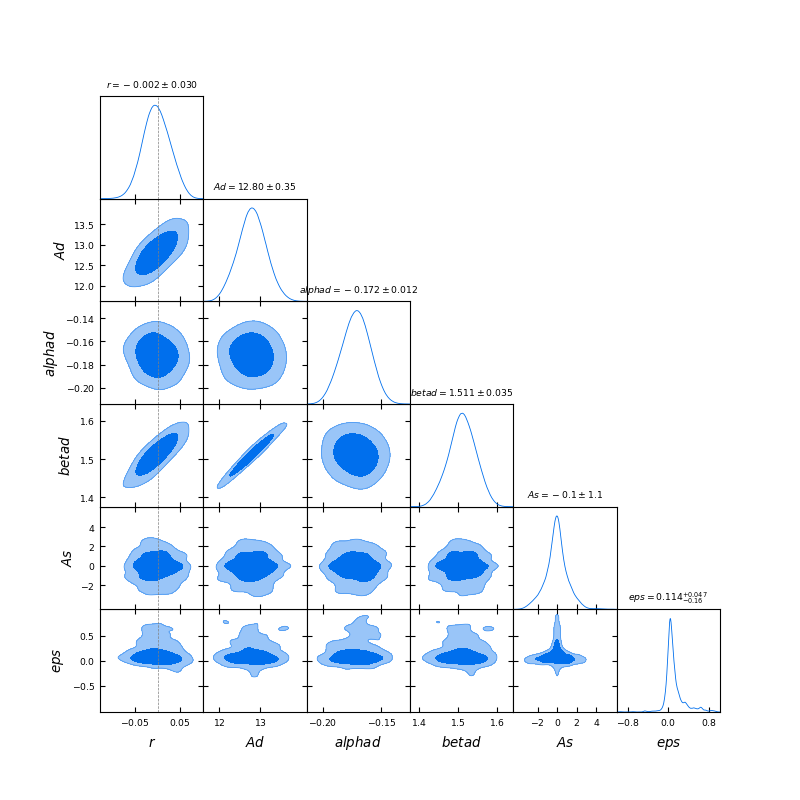 r = − 0.002 ± 0.030
Ad = 12.80 ± 0.35
13.5
13.0
12.5
12.0
Ad
alphad = − 0.172 ± 0.012
−0.14
−0.16
−0.18
−0.20
alphad
betad = 1.511 ± 0.035
1.6
1.5
1.4
betad
As = − 0.1 ± 1.1
4
2
0
−2
As
eps = 0.114 +0.047 −0.16
0.5
0.0
−0.5
eps
−0.05 0.05 12 13 −0.20 −0.15 1.4 1.5 1.6 −2 0 2 4 −0.8 0.0 0.8
r Ad alphad betad As eps